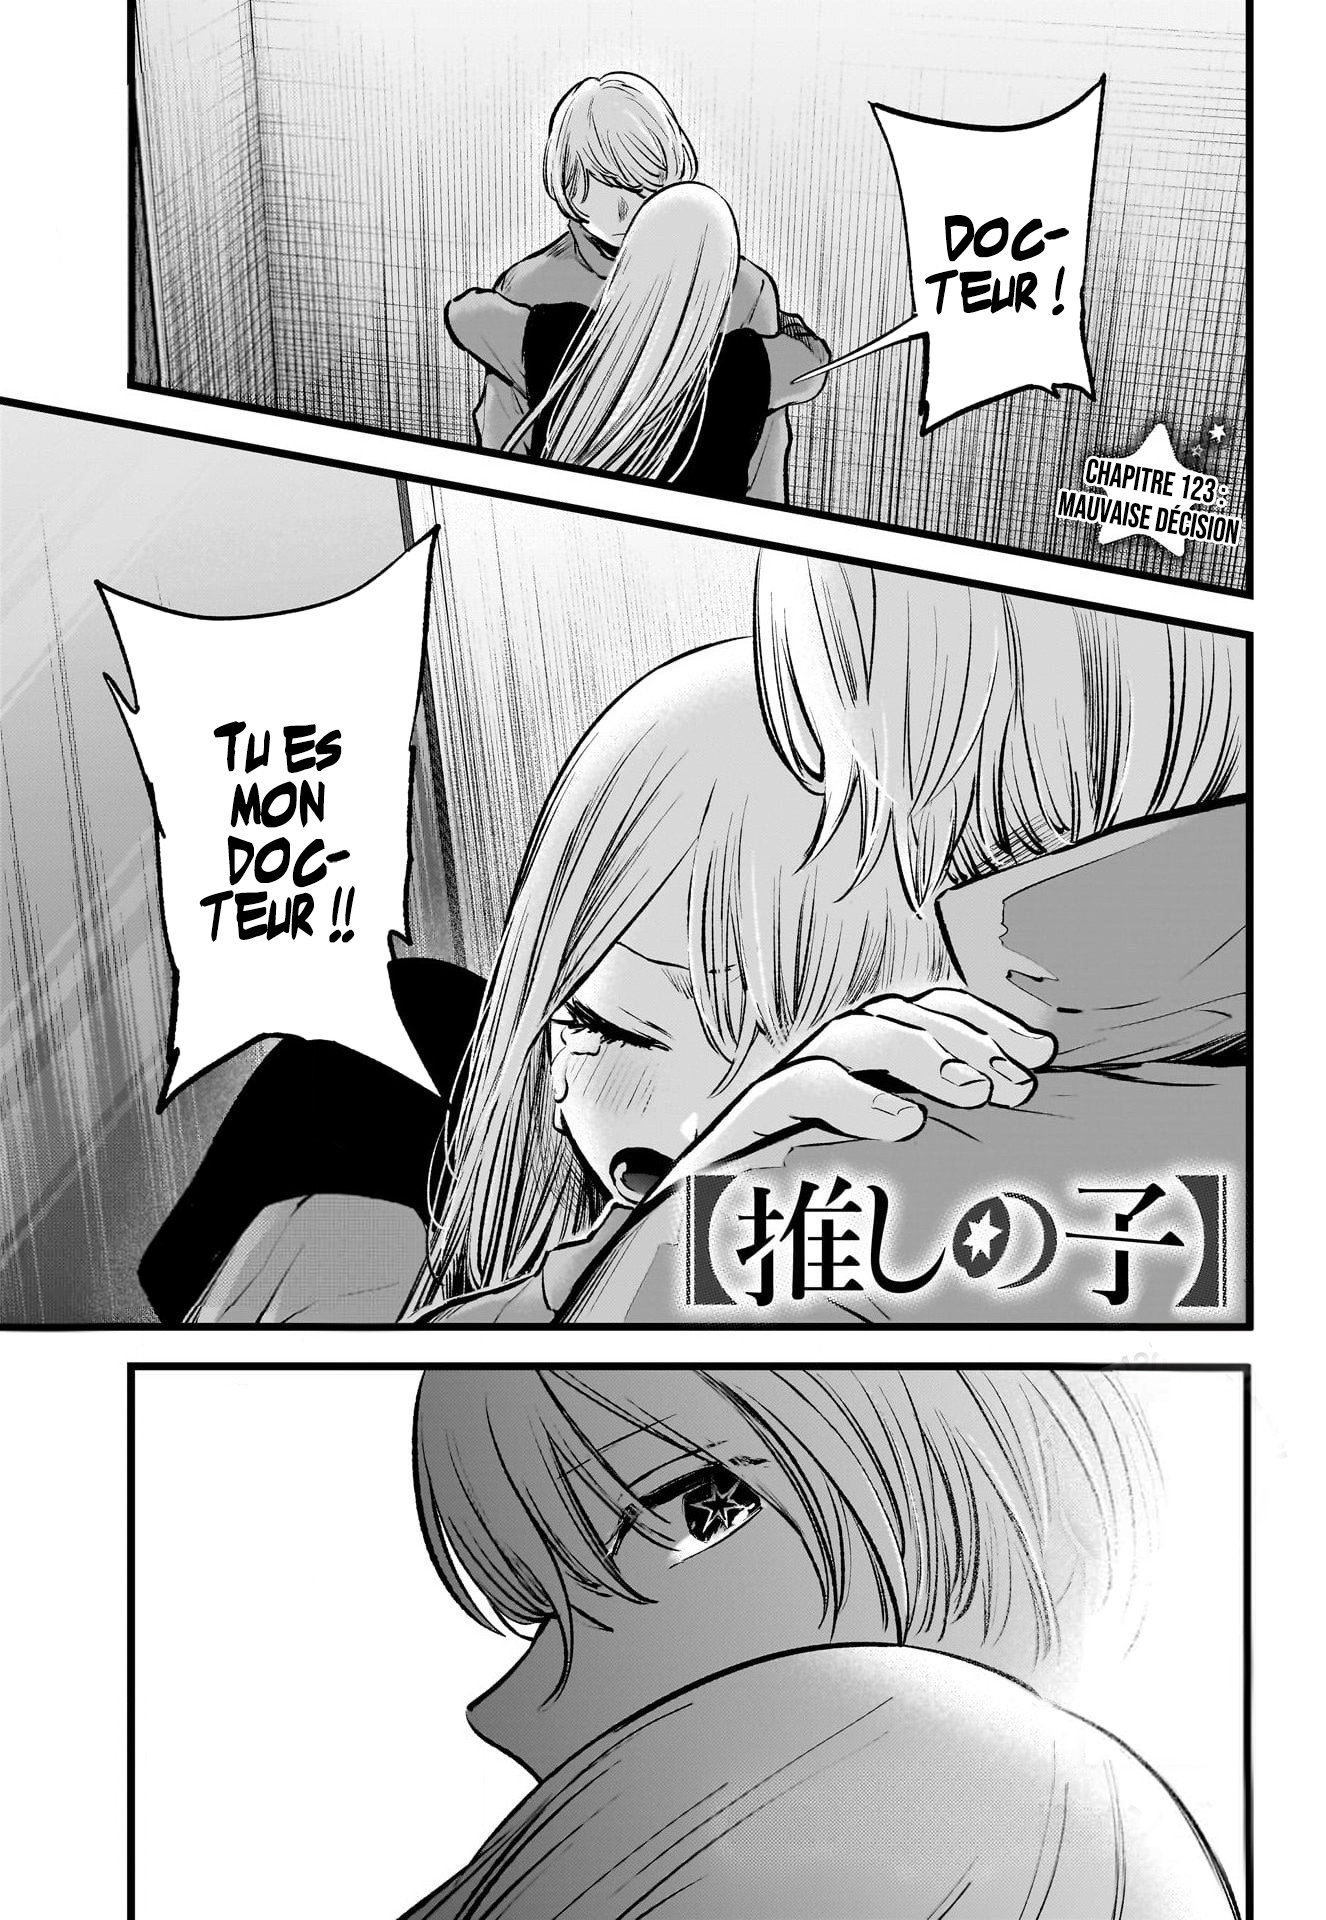 DOC-
TEUR !
CHAPITRE 123 :
MAUVAISE DÉCISION
TU ES
MON
DOC-
TEUR !!
【推しの子】